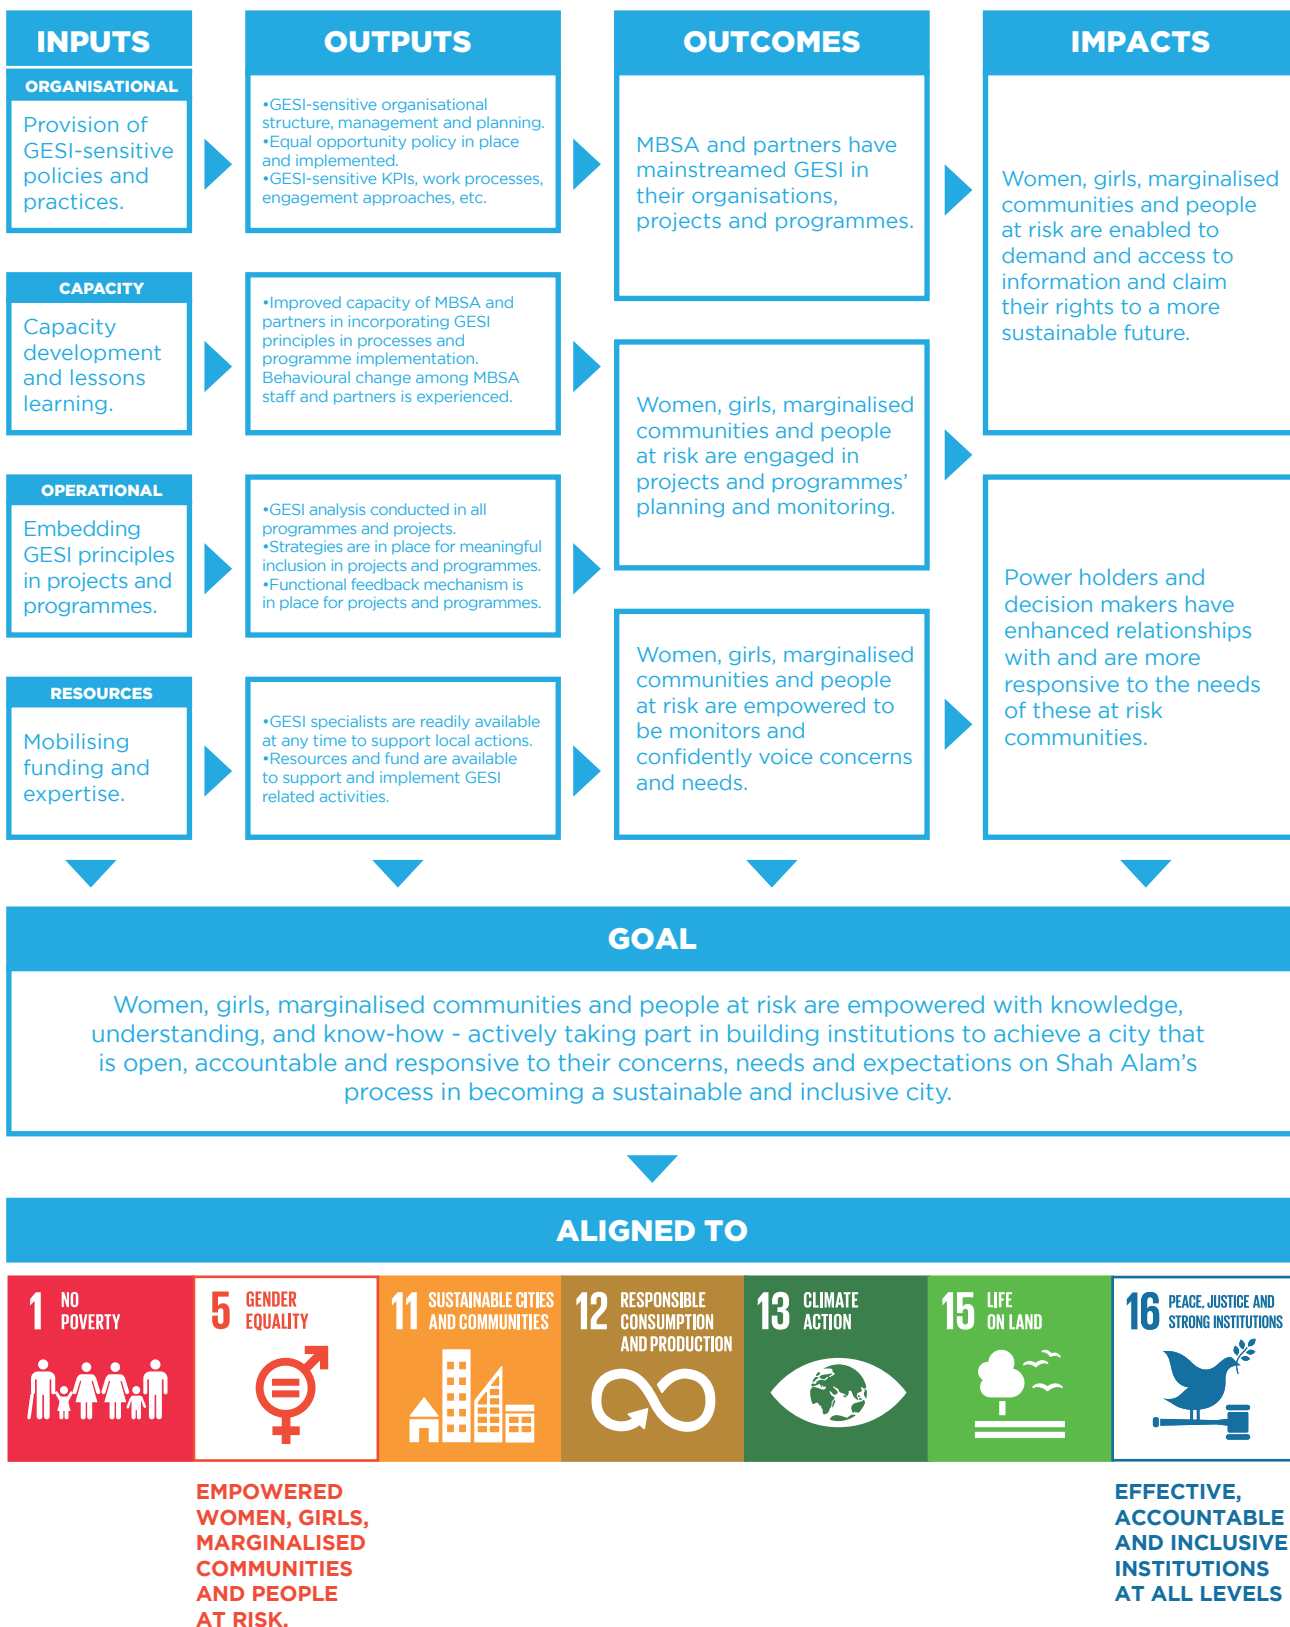 INPUTS
ORGANISATIONAL
Provision of
GESI-sensitive
policies and
practices.
CAPACITY
Capacity
development
and lessons
learning.
OPERATIONAL
Embedding
GESI principles
in projects and
programmes.
RESOURCES
Mobilising
funding and
expertise.
OUTPUTS
•GESI-sensitive organisational
structure, management and planning.
•Equal opportunity policy in place
and implemented.
•GESI-sensitive KPIs, work processes,
engagement approaches, etc.
•Improved capacity of MBSA and
partners in incorporating GESI
principles in processes and
programme implementation.
Behavioural change among MBSA
staff and partners is experienced.
•GESI analysis conducted in all
programmes and projects.
•Strategies are in place for meaningful
inclusion in projects and programmes.
•Functional feedback mechanism is
in place for projects and programmes.
•GESI specialists are readily available
at any time to support local actions.
•Resources and fund are available
to support and implement GESI
related activities.
OUTCOMES
MBSA and partners have
mainstreamed GESI in
their organisations,
projects and programmes.
Women, girls, marginalised
communities and people
at risk are engaged in
projects and programmes'
planning and monitoring.
Women, girls, marginalised
communities and people
at risk are empowered to
be monitors and
confidently voice concerns
and needs.
IMPACTS
Women, girls, marginalised
communities and people
at risk are enabled to
demand and access to
information and claim
their rights to a more
sustainable future.
Power holders and
decision makers have
enhanced relationships
with and are more
responsive to the needs
of these at risk
communities.
GOAL
Women, girls, marginalised communities and people at risk are empowered with knowledge,
understanding, and know-how - actively taking part in building institutions to achieve a city that
is open, accountable and responsive to their concerns, needs and expectations on Shah Alam's
process in becoming a sustainable and inclusive city.
ALIGNED TO
1 NO
POVERTY
5 GENDER
EQUALITY
11 SUSTAINABLE CITIES
AND COMMUNITIES
12 RESPONSIBLE
CONSUMPTION
AND PRODUCTION
13 CLIMATE
ACTION
15 LIFE
ON LAND
16 PEACE, JUSTICE AND
STRONG INSTITUTIONS
EMPOWERED
WOMEN, GIRLS,
MARGINALISED
COMMUNITIES
AND PEOPLE
AT RISK.
EFFECTIVE,
ACCOUNTABLE
AND INCLUSIVE
INSTITUTIONS
AT ALL LEVELS